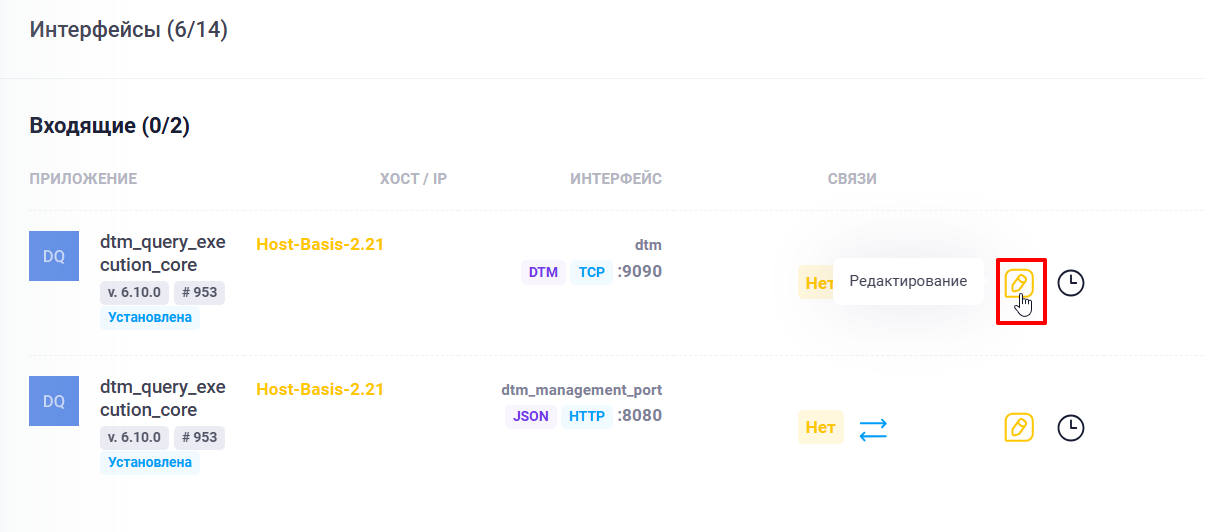 Интерфейсы (6/14)
Входящие (0/2)
ПРИЛОЖЕНИЕ ХОСТ / IP ИНТЕРФЕЙС СВЯЗИ
DQ
dtm_query_exe
cution_core
v. 6.10.0 # 953
Установлена
Host-Basis-2.21
dtm
DTM TCP :9090
Нет
Редактирование
DQ
dtm_query_exe
cution_core
v. 6.10.0 # 953
Установлена
Host-Basis-2.21
dtm_management_port
JSON HTTP :8080
Нет